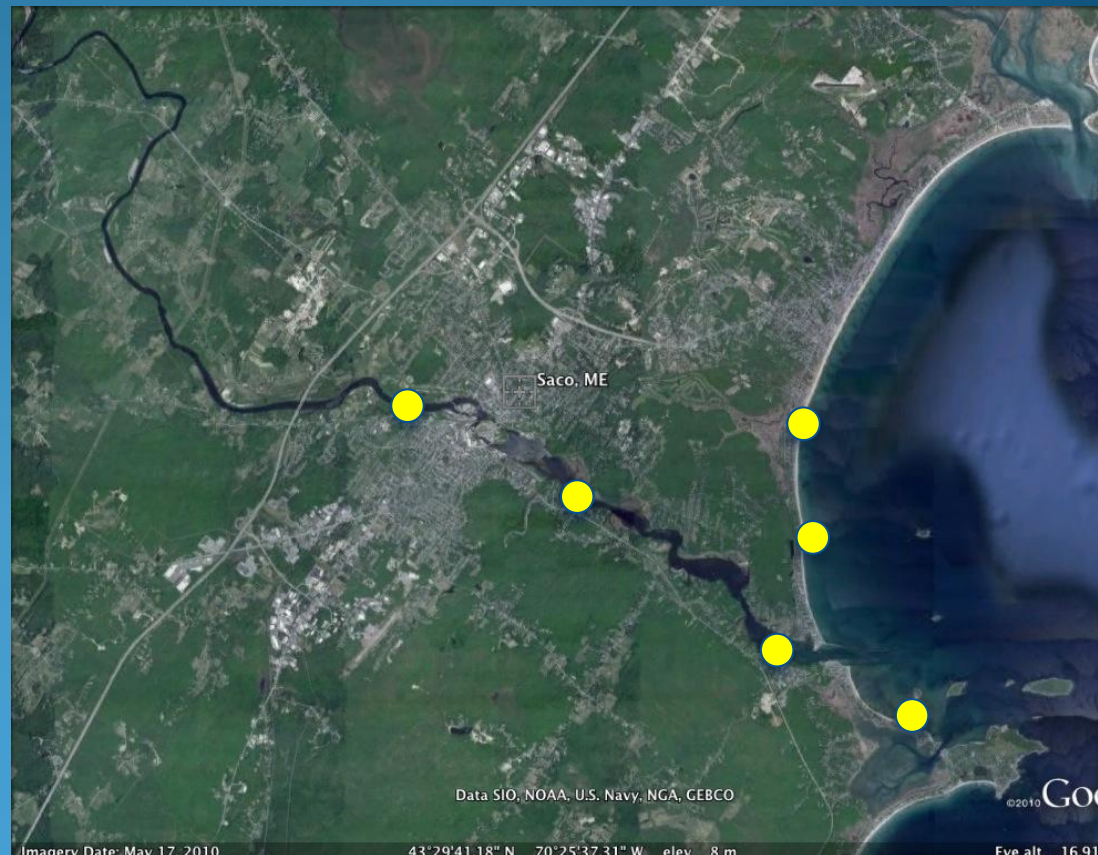 Saco, ME
Data SIO, NOAA, U.S. Navy, NGA, GEBCO
©2010
Imagery Date: May 17, 2010 43°29'41.18" N 70°25'37.31" W elev 8 m Eye alt 16.91